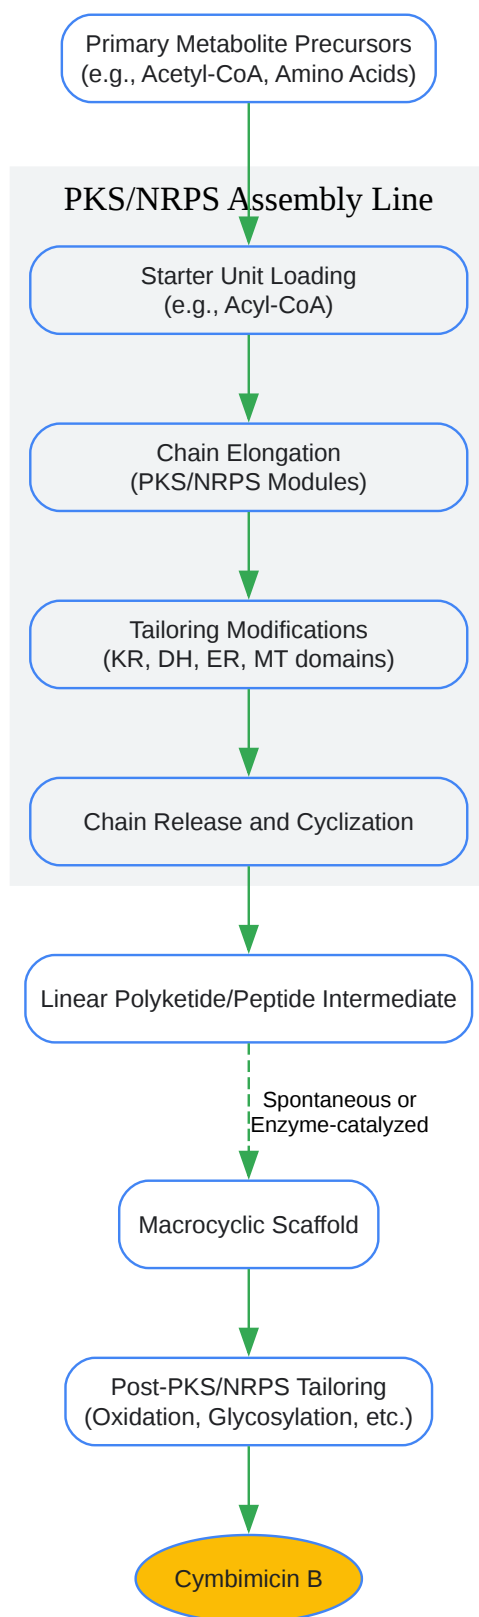 Primary Metabolite Precursors
(e.g., Acetyl-CoA, Amino Acids)
PKS/NRPS Assembly Line
Starter Unit Loading
(e.g., Acyl-CoA)
Chain Elongation
(PKS/NRPS Modules)
Tailoring Modifications
(KR, DH, ER, MT domains)
Chain Release and Cyclization
Linear Polyketide/Peptide Intermediate
Spontaneous or
Enzyme-catalyzed
Macrocyclic Scaffold
Post-PKS/NRPS Tailoring
(Oxidation, Glycosylation, etc.)
Cymbimicin B